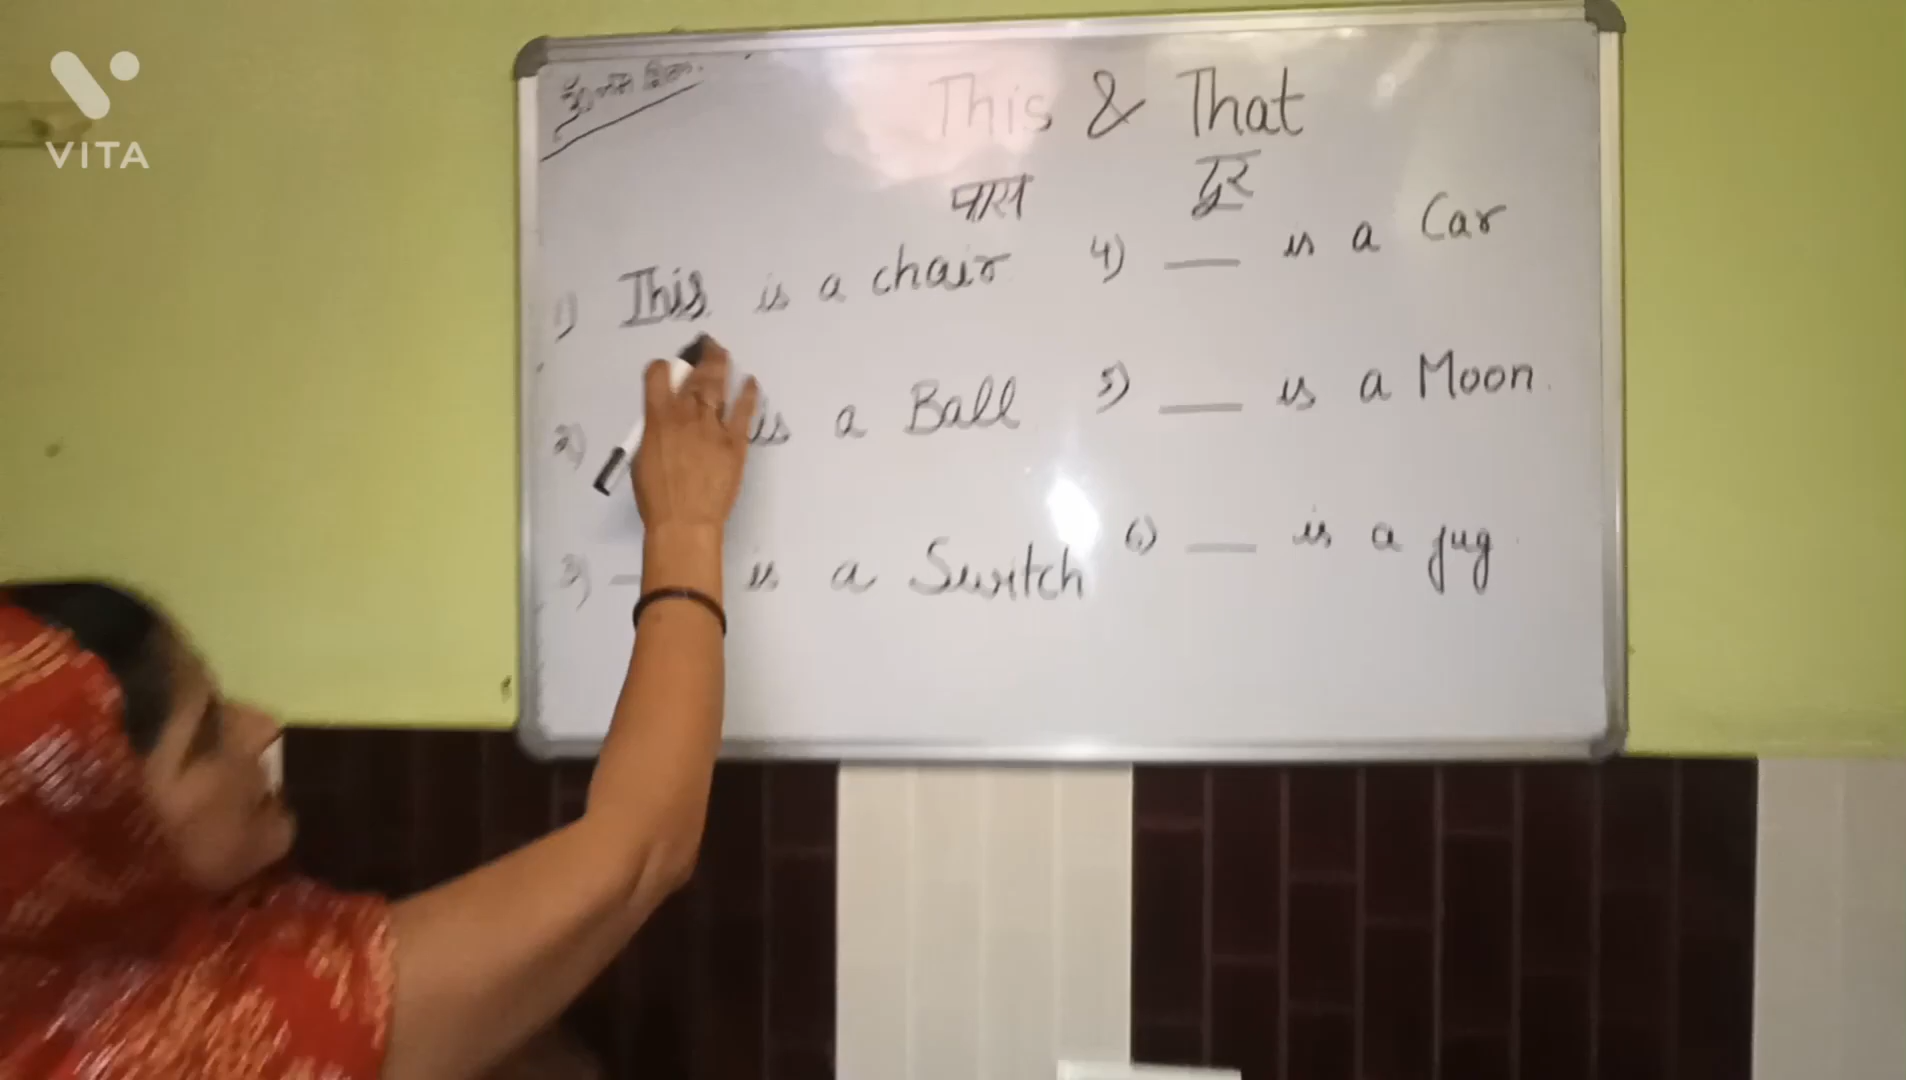 VITA
This & That
पास दूर
1) This is a chair
2) is a Ball
3) __ is a Switch
4) __ is a Car
5) __ is a Moon.
6) __ is a jug